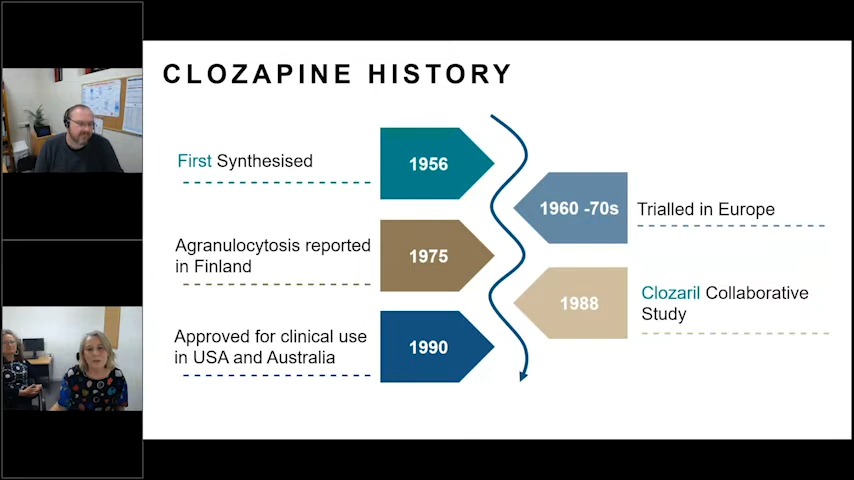 CLOZAPINE HISTORY
First Synthesised
1956
1960 -70s
Trialled in Europe
Agranulocytosis reported
in Finland
1975
1988
Clozaril Collaborative
Study
Approved for clinical use
in USA and Australia
1990